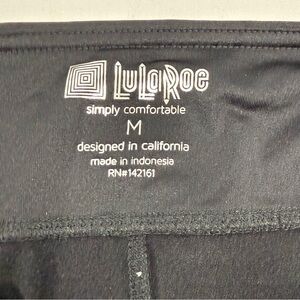 LuLaRoe
simply comfortable
M
designed in california
made in indonesia
RN#142161